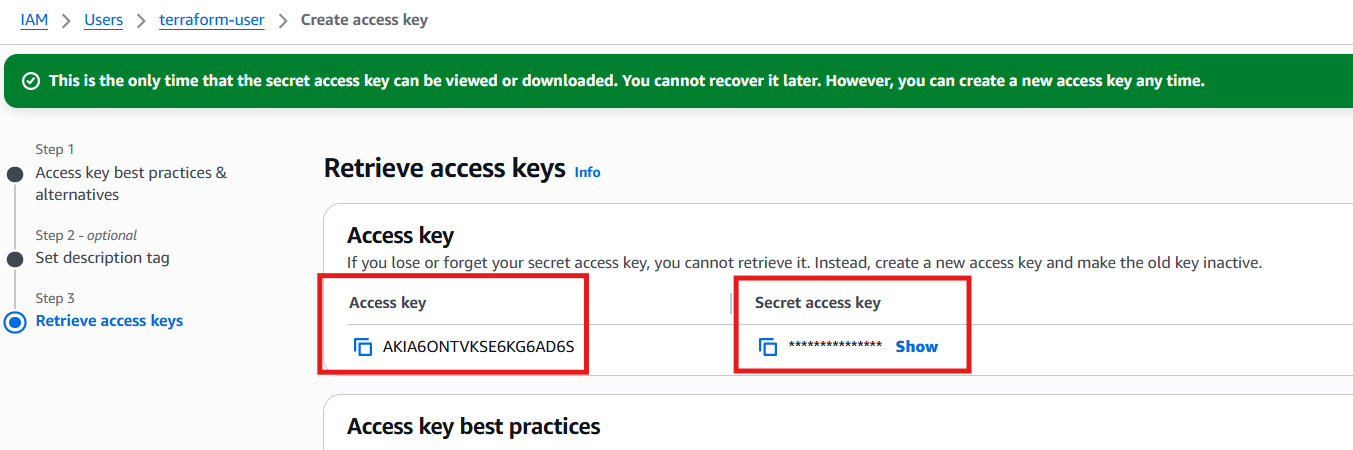 IAM > Users > terraform-user > Create access key
This is the only time that the secret access key can be viewed or downloaded. You cannot recover it later. However, you can create a new access key any time.
Step 1
Access key best practices &
alternatives
Step 2 - optional
Set description tag
Step 3
Retrieve access keys
Retrieve access keys Info
Access key
If you lose or forget your secret access key, you cannot retrieve it. Instead, create a new access key and make the old key inactive.
Access key
Secret access key
AKIA6ONTVKSE6KG6AD6S
*************** Show
Access key best practices